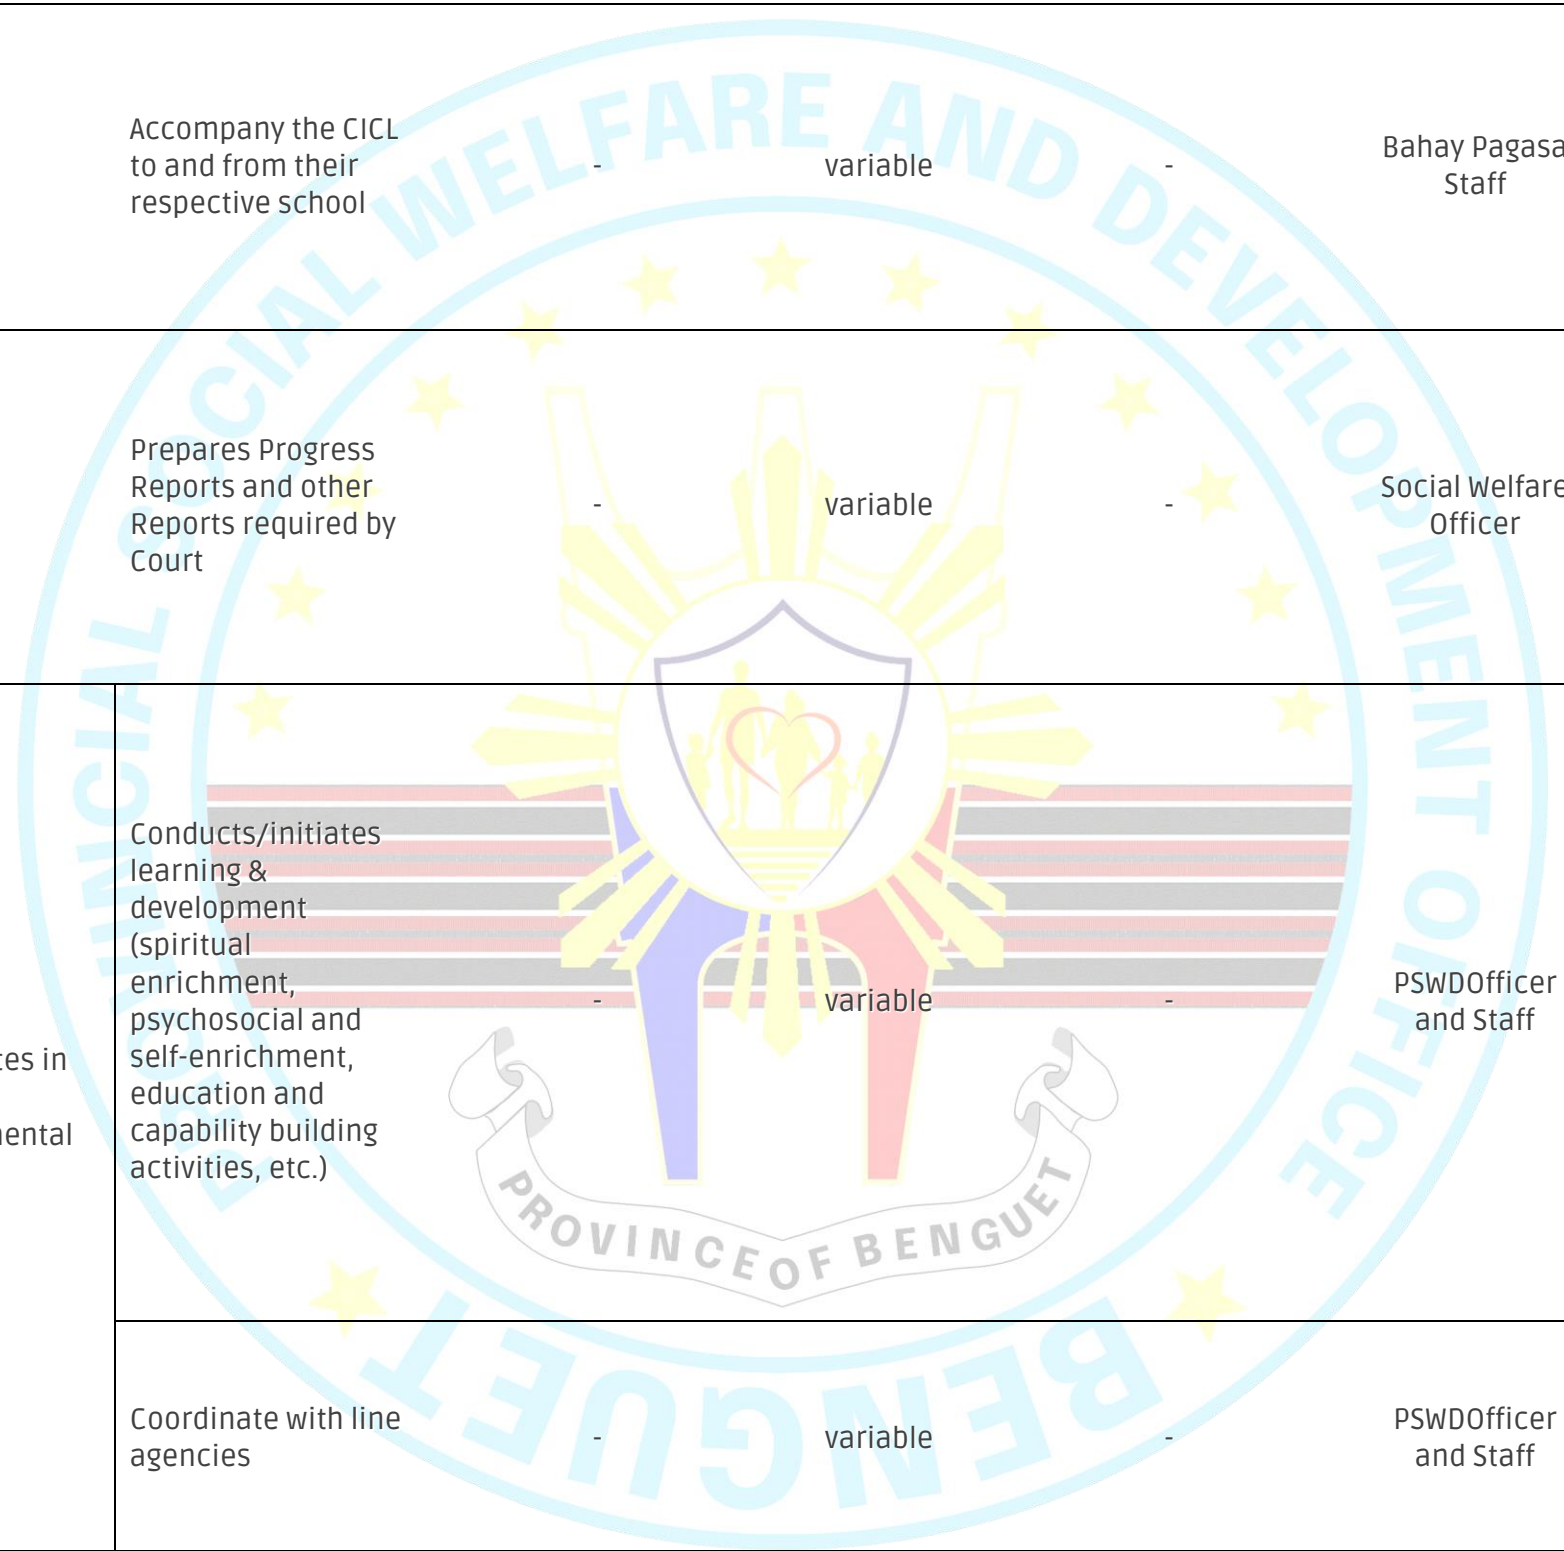 Accompany the CICL
to and from their
respective school
-
variable
-
Bahay Pagasa
Staff
Prepares Progress
Reports and other
Reports required by
Court
-
variable
-
Social Welfare
Officer
in
Conducts/initiates
learning &
development
(spiritual
enrichment,
psychosocial and
self-enrichment,
education and
capability building
activities, etc.)
-
variable
-
PSWDOfficer
and Staff
Coordinate with line
agencies
-
variable
-
PSWDOfficer
and Staff
PROVINCIAL SOCIAL WELFARE AND DEVELOPMENT OFFICE
PROVINCE OF BENGUET
BENGUET